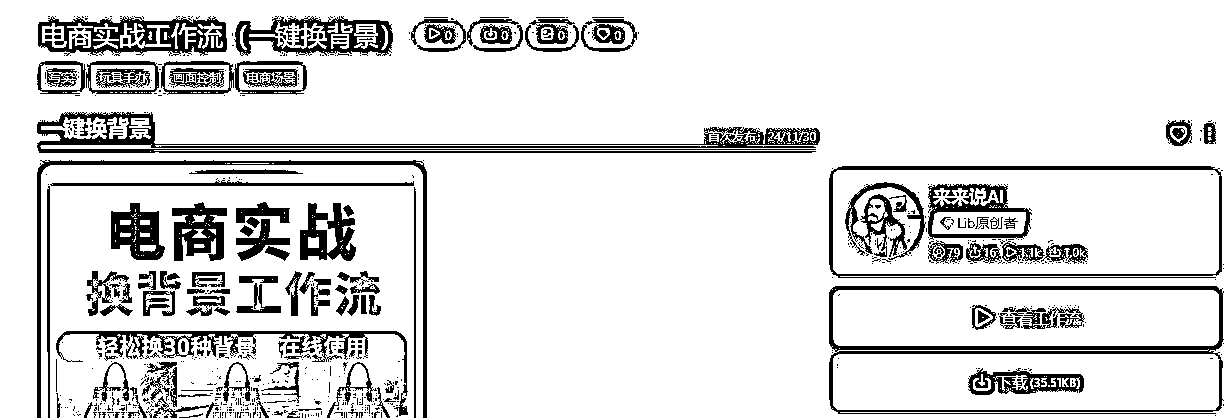 电商实战工作流（一键换背景） 0 0 0 0
玩具手办 画面控制 电商场景
一键换背景
首次发布：24/11/30
电商实战
换背景工作流
轻松换30种背景 在线使用
来来说AI
Lib原创者
79 16 1.1k 1.0k
查看工作流
下载(35.51KB)